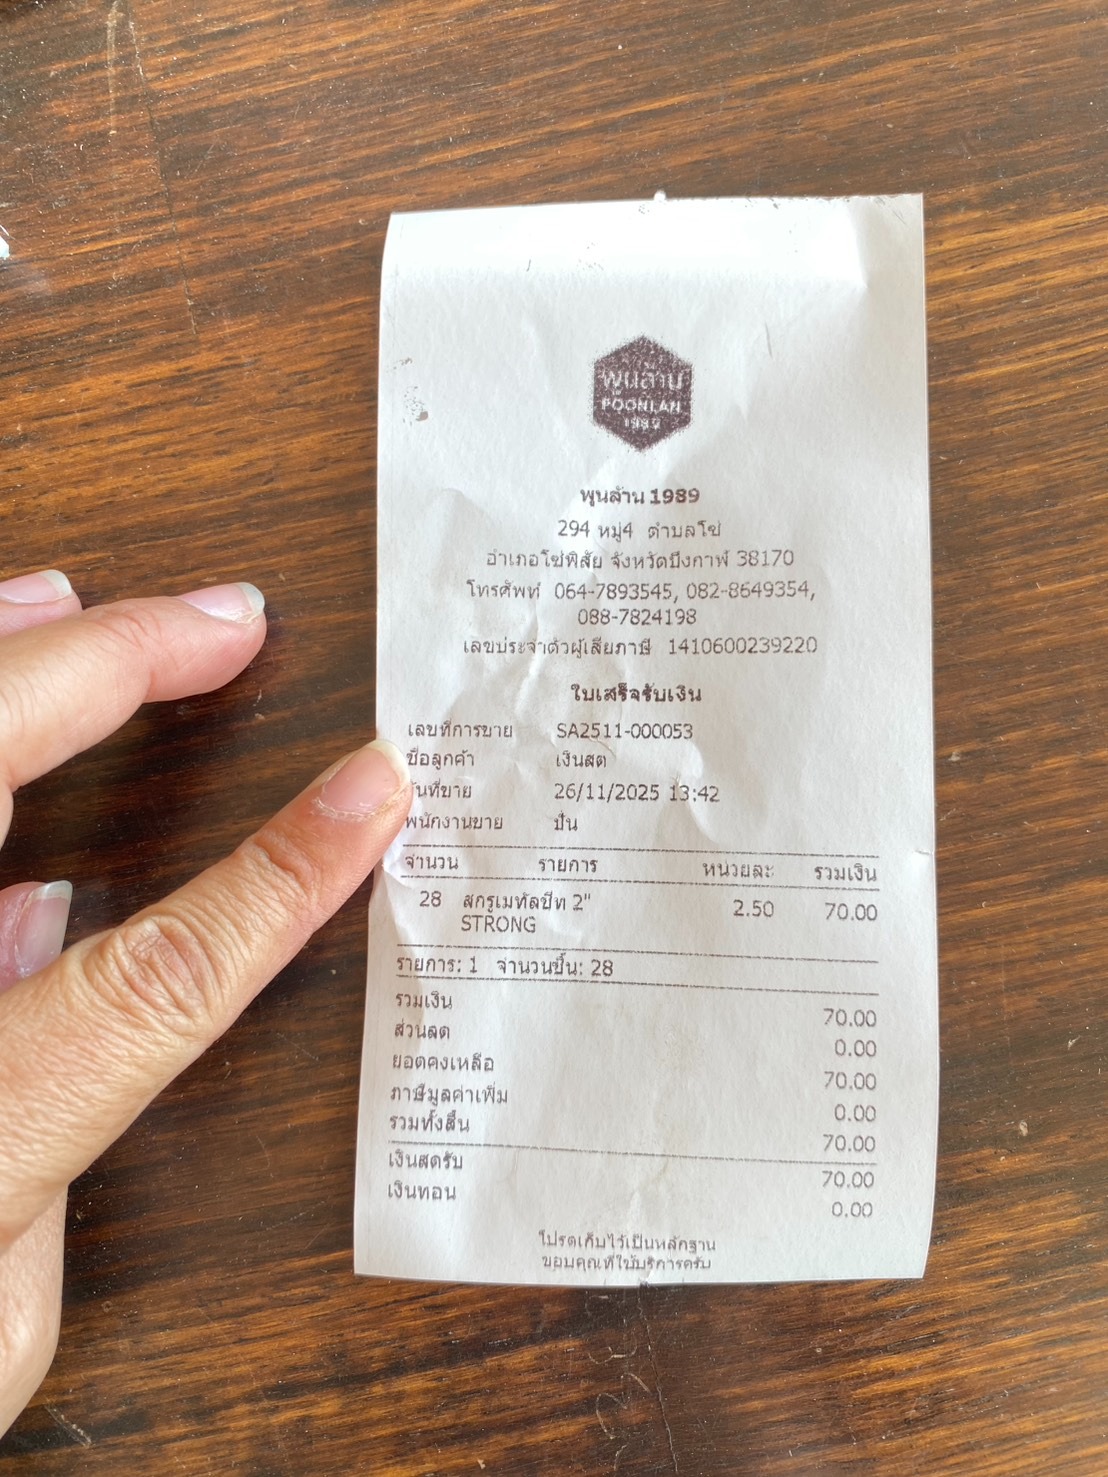 พูนล้าน
POONLAN
1989
พูนล้าน 1989
294 หมู่4 ตำบลโซ่
อำเภอโซ่พิสัย จังหวัดบึงกาฬ 38170
โทรศัพท์ 064-7893545, 082-8649354,
088-7824198
เลขประจำตัวผู้เสียภาษี 1410600239220
ใบเสร็จรับเงิน
เลขที่การขาย SA2511-000053
ชื่อลูกค้า เงินสด
วันที่ขาย 26/11/2025 13:42
พนักงานขาย ปั่น
จำนวน รายการ หน่วยละ รวมเงิน
28 สกรูเมทัลชีท 2" 2.50 70.00
STRONG
รายการ: 1 จำนวนชิ้น: 28
รวมเงิน 70.00
ส่วนลด 0.00
ยอดคงเหลือ 70.00
ภาษีมูลค่าเพิ่ม 0.00
รวมทั้งสิ้น 70.00
เงินสดรับ 70.00
เงินทอน 0.00
โปรดเก็บไว้เป็นหลักฐาน
ขอบคุณที่ใช้บริการครับ